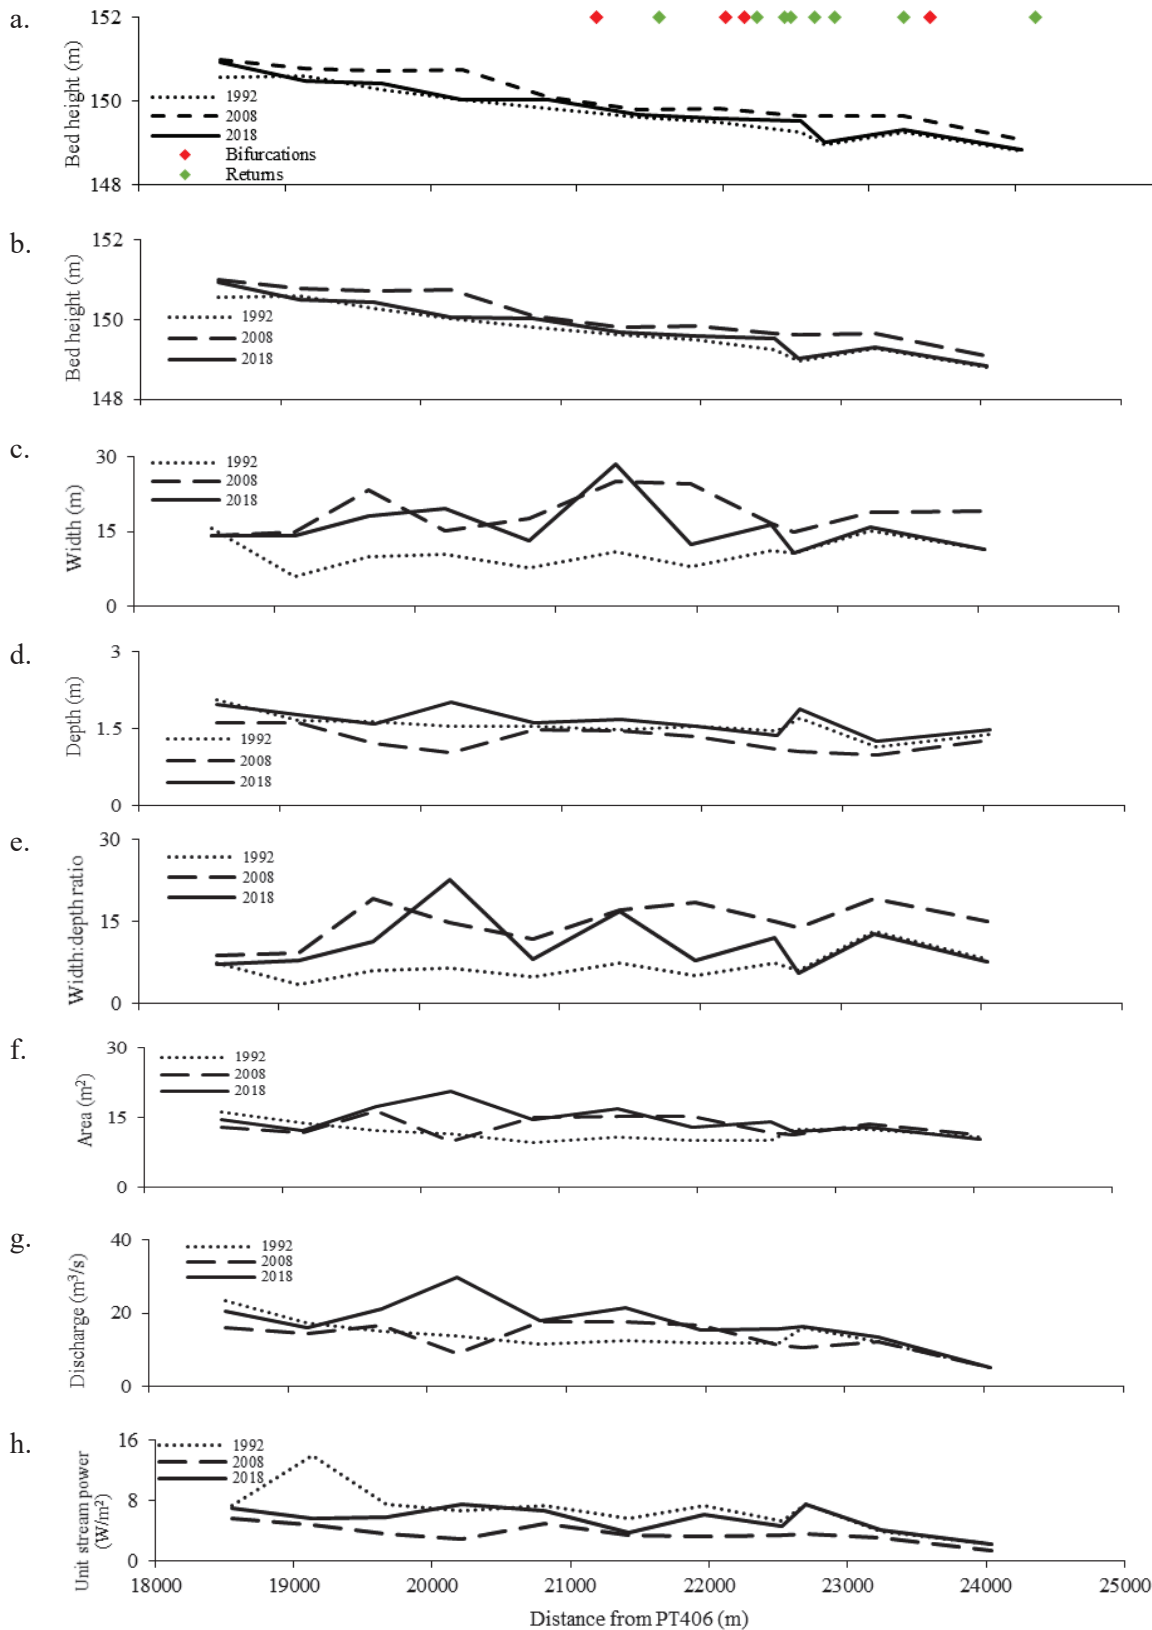 a.
152
150
148
Bed height (m)
1992
2008
2018
Bifurcations
Returns
b.
152
150
148
Bed height (m)
1992
2008
2018
c.
30
15
0
Width (m)
1992
2008
2018
d.
3
1.5
0
Depth (m)
1992
2008
2018
e.
30
15
0
Width:depth ratio
1992
2008
2018
f.
30
15
0
Area (m²)
1992
2008
2018
g.
40
20
0
Discharge (m³/s)
1992
2008
2018
h.
16
8
0
Unit stream power
(W/m²)
1992
2008
2018
18000 19000 20000 21000 22000 23000 24000 25000
Distance from PT406 (m)